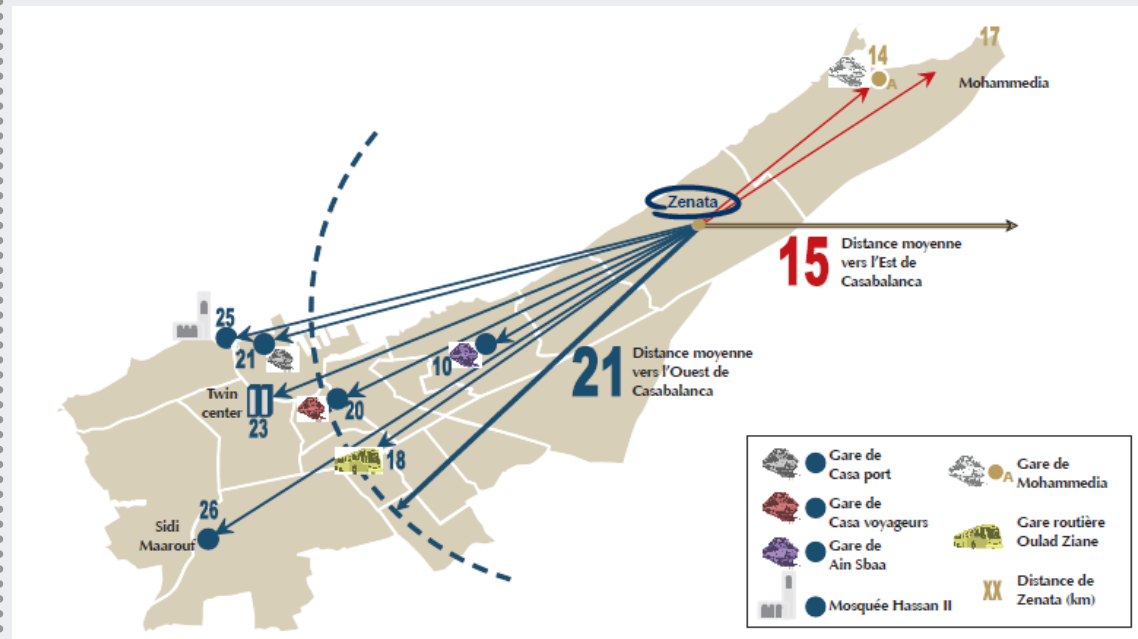 17
14
A
Mohammedia
Zenata
15
Distance moyenne
vers l'Est de
Casabalanca
25
21
10
21
Distance moyenne
vers l'Ouest de
Casabalanca
Twin
center
23
20
18
26
Sidi
Maarouf
Gare de
Casa port
Gare de
Casa voyageurs
Gare de
Ain Sbaa
Mosquée Hassan II
A
Gare de
Mohammedia
Gare routière
Oulad Ziane
XX
Distance de
Zenata (km)